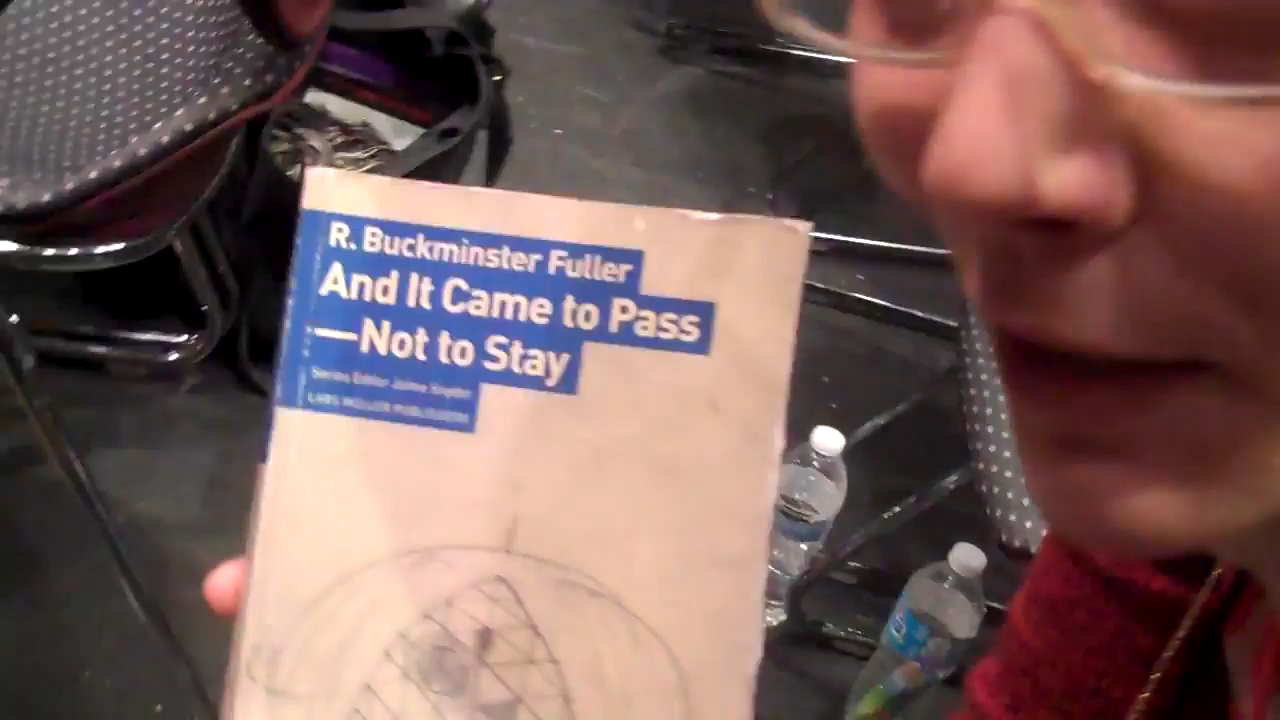 R. Buckminster Fuller
And It Came to Pass
—Not to Stay
Series Editor Jaime Snyder
LARS MÜLLER PUBLISHERS